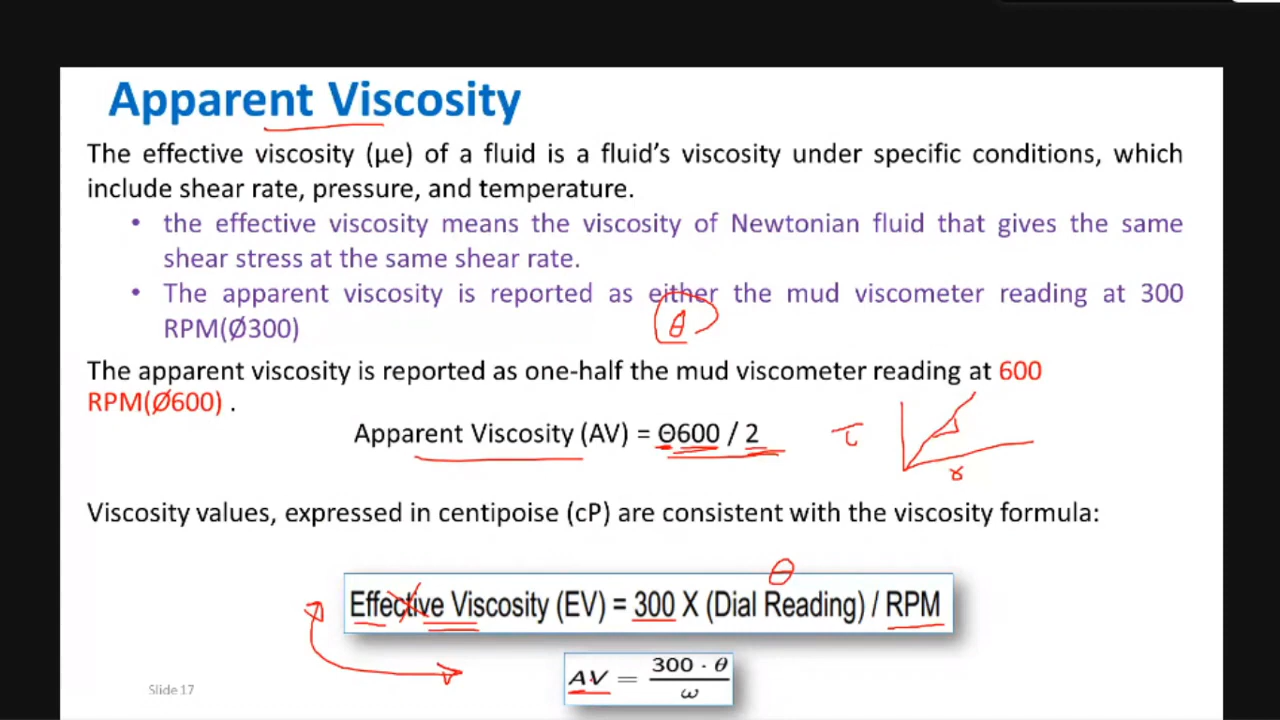 Apparent Viscosity
The effective viscosity (µe) of a fluid is a fluid's viscosity under specific conditions, which
include shear rate, pressure, and temperature.
• the effective viscosity means the viscosity of Newtonian fluid that gives the same
shear stress at the same shear rate.
• The apparent viscosity is reported as either the mud viscometer reading at 300
RPM(Ø300)
θ
The apparent viscosity is reported as one-half the mud viscometer reading at 600
RPM(Ø600) .
Apparent Viscosity (AV) = Θ600 / 2
τ
γ
Viscosity values, expressed in centipoise (cP) are consistent with the viscosity formula:
θ
Effective Viscosity (EV) = 300 X (Dial Reading) / RPM
AV = 300 · θ / ω
Slide 17